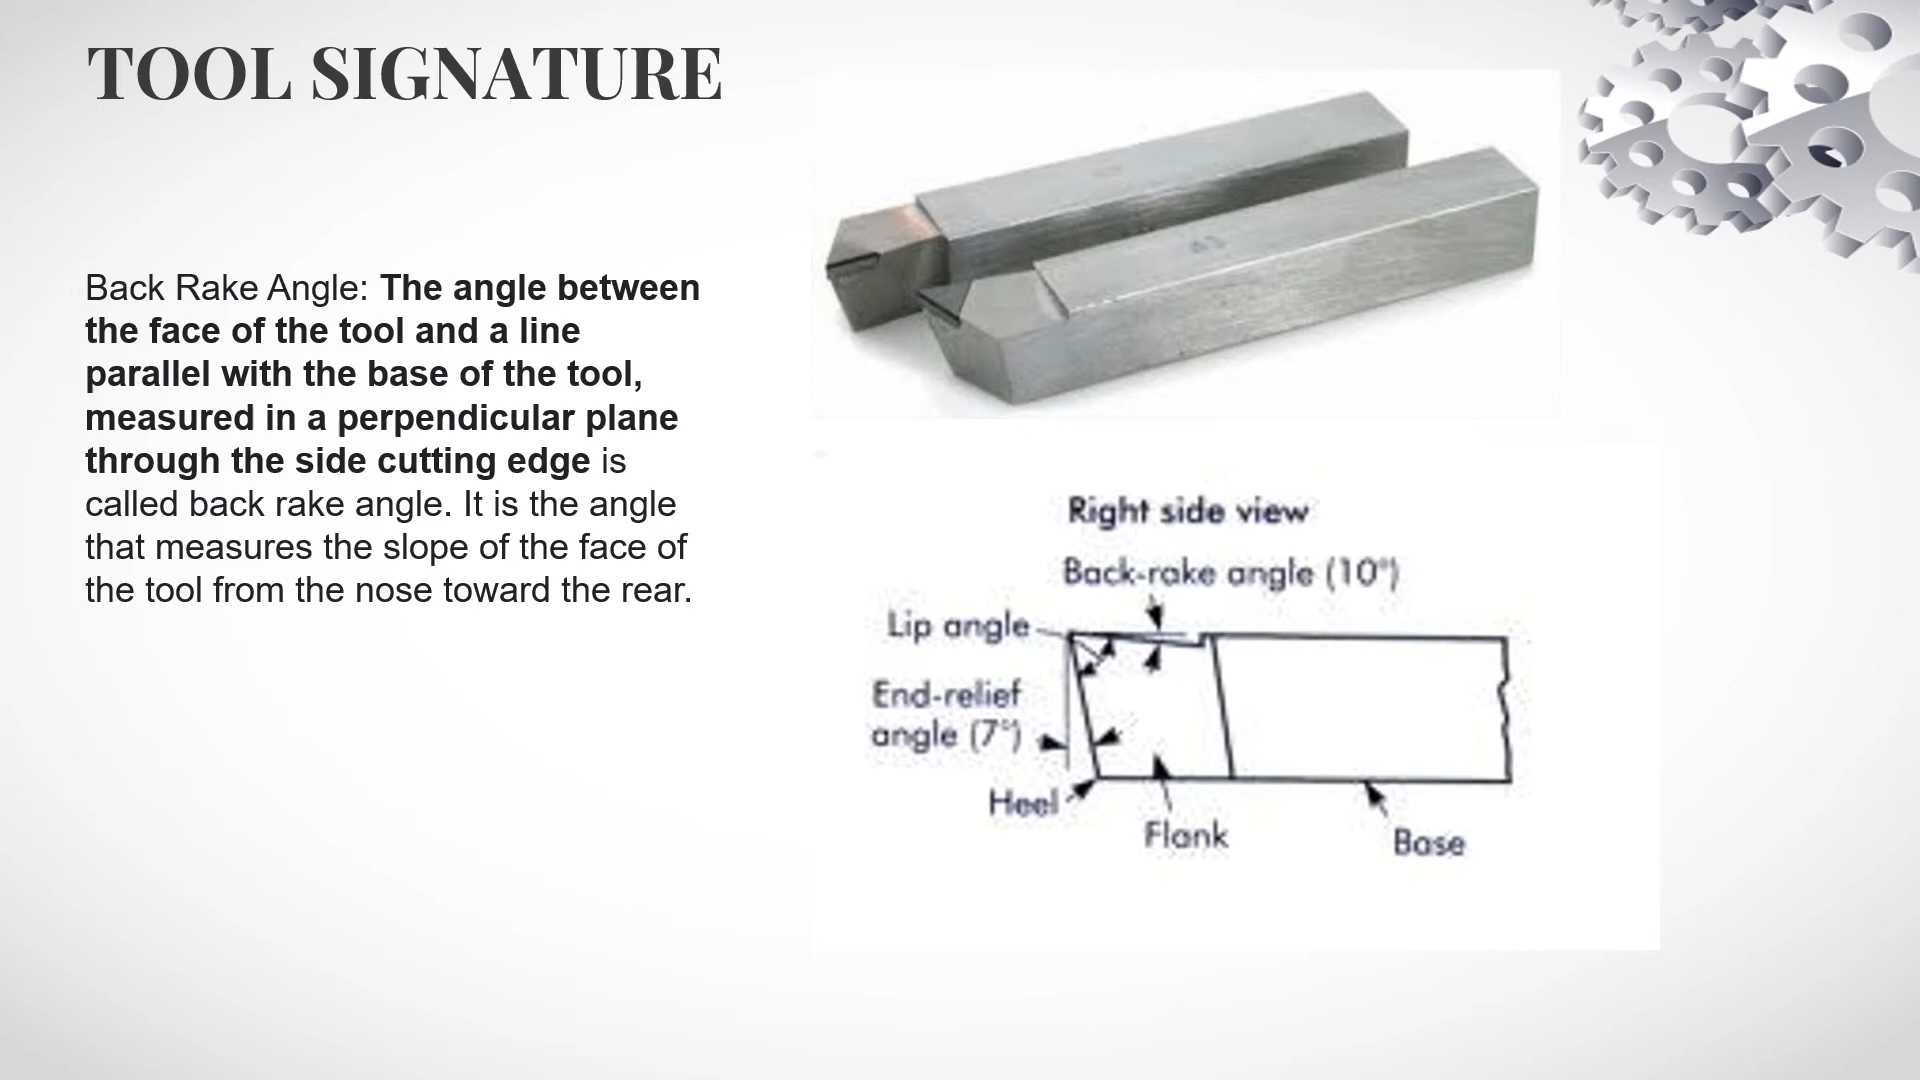 TOOL SIGNATURE
Back Rake Angle: The angle between
the face of the tool and a line
parallel with the base of the tool,
measured in a perpendicular plane
through the side cutting edge is
called back rake angle. It is the angle
that measures the slope of the face of
the tool from the nose toward the rear.
Right side view
Back-rake angle (10°)
Lip angle
End-relief
angle (7°)
Heel
Flank
Base